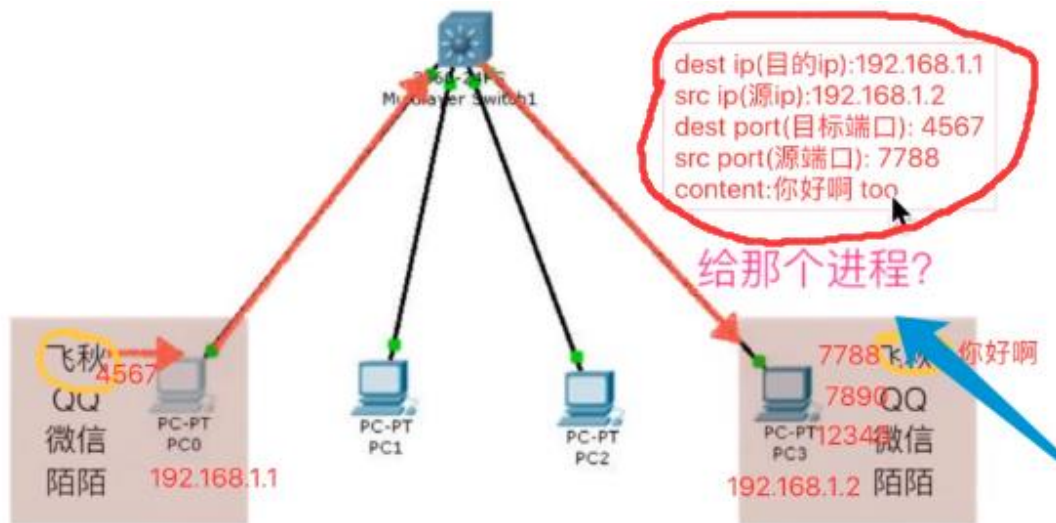 Multilayer Switch1
dest ip(目的ip):192.168.1.1
src ip(源ip):192.168.1.2
dest port(目标端口): 4567
src port(源端口): 7788
content:你好啊 too
给那个进程?
飞秋
4567
QQ
微信
陌陌
PC-PT
PC0
192.168.1.1
PC-PT
PC1
PC-PT
PC2
PC-PT
PC3
192.168.1.2
7788
飞秋
你好啊
7890
QQ
微信
陌陌